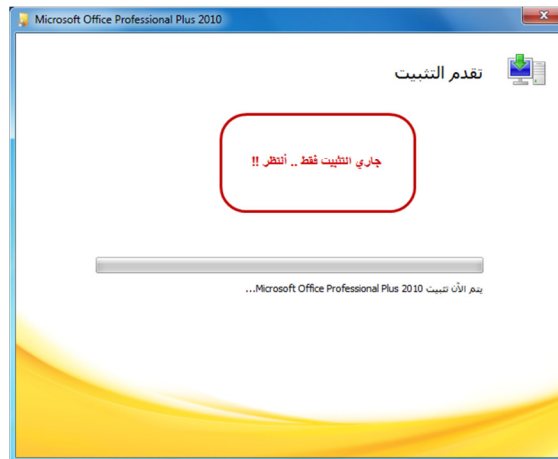 Microsoft Office Professional Plus 2010
تقدم التثبيت
جاري التثبيت فقط .. أنتظر !!
يتم الآن تثبيت Microsoft Office Professional Plus 2010...